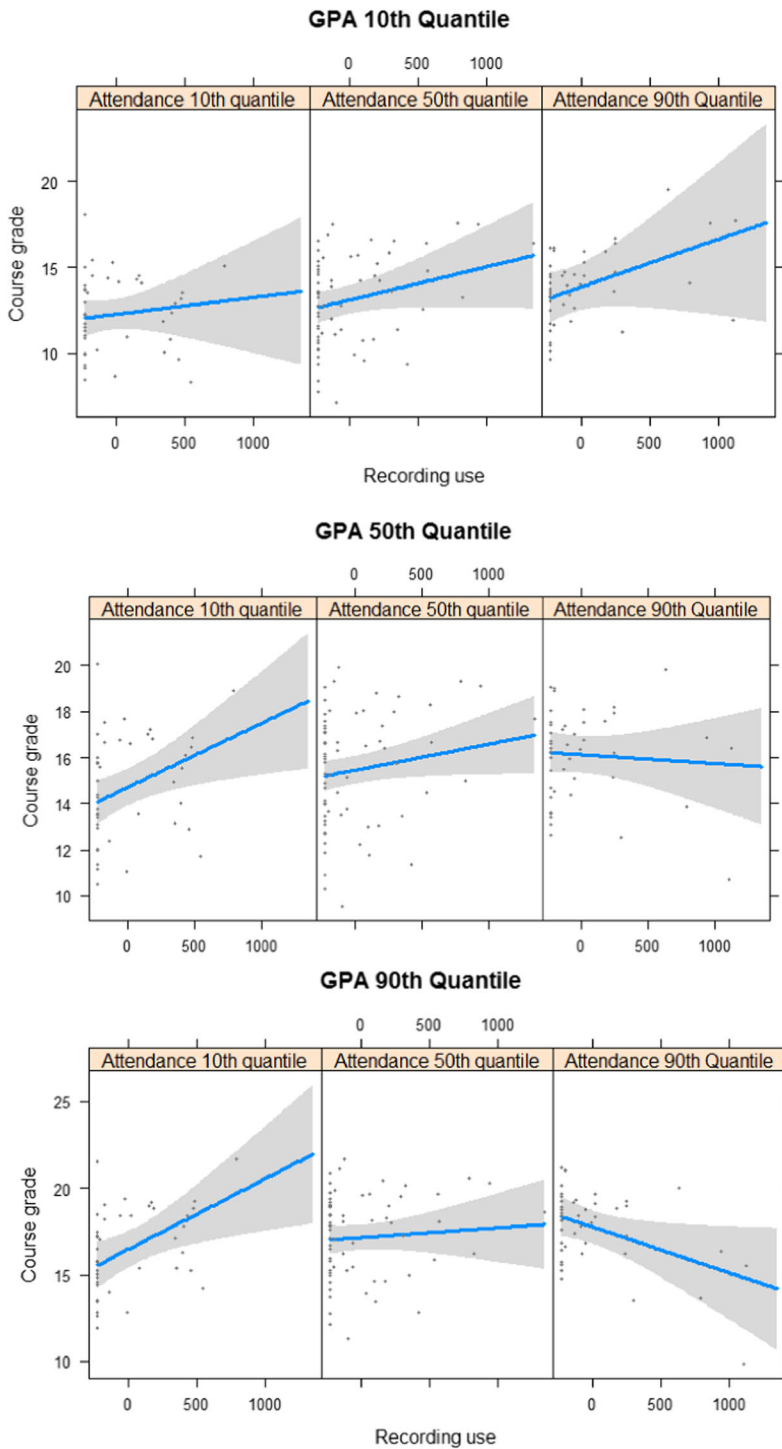 GPA 10th Quantile
0 500 1000
Attendance 10th quantile Attendance 50th quantile Attendance 90th Quantile
20
15
10
Course grade
0 500 1000 0 500 1000
Recording use
GPA 50th Quantile
0 500 1000
Attendance 10th quantile Attendance 50th quantile Attendance 90th Quantile
20
18
16
14
12
10
Course grade
0 500 1000 0 500 1000
GPA 90th Quantile
0 500 1000
Attendance 10th quantile Attendance 50th quantile Attendance 90th Quantile
25
20
15
10
Course grade
0 500 1000 0 500 1000
Recording use